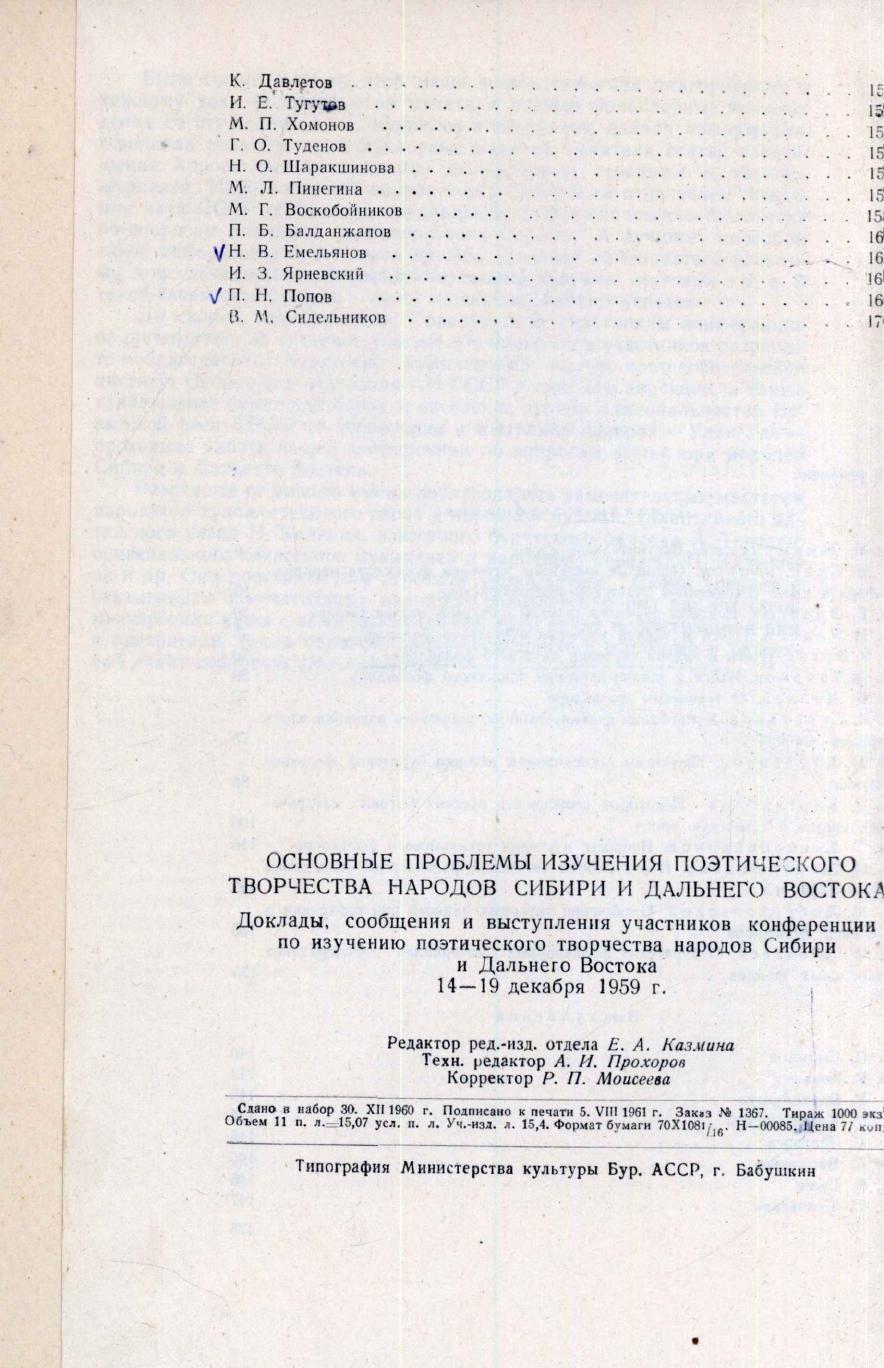 К. Давлетов . . . . . . . . . . . . . . . . . . . . 15
И. Е. Тугутов . . . . . . . . . . . . . . . . . . . . 15
М. П. Хомонов . . . . . . . . . . . . . . . . . . . . 15
Г. О. Туденов . . . . . . . . . . . . . . . . . . . . 15
Н. О. Шаракшинова . . . . . . . . . . . . . . . . . . . . 15
М. Л. Пинегина . . . . . . . . . . . . . . . . . . . . 15
М. Г. Воскобойников . . . . . . . . . . . . . . . . . . . . 15
П. Б. Балданжапов . . . . . . . . . . . . . . . . . . . . 16
√ Н. В. Емельянов . . . . . . . . . . . . . . . . . . . . 16
И. З. Ярневский . . . . . . . . . . . . . . . . . . . . 16
√ П. Н. Попов . . . . . . . . . . . . . . . . . . . . 16
В. М. Сидельников . . . . . . . . . . . . . . . . . . . . 17
ОСНОВНЫЕ ПРОБЛЕМЫ ИЗУЧЕНИЯ ПОЭТИЧЕСКОГО
ТВОРЧЕСТВА НАРОДОВ СИБИРИ И ДАЛЬНЕГО ВОСТОКА
Доклады, сообщения и выступления участников конференции
по изучению поэтического творчества народов Сибири
и Дальнего Востока
14—19 декабря 1959 г.
Редактор ред.-изд. отдела Е. А. Казмина
Техн. редактор А. И. Прохоров
Корректор Р. П. Моисеева
Сдано в набор 30. XII 1960 г. Подписано к печати 5. VIII 1961 г. Заказ № 1367. Тираж 1000 экз
Объем 11 п. л.=15,07 усл. п. л. Уч.-изд. л. 15,4. Формат бумаги 70X108 1/16. Н—00085. Цена 77 коп.
Типография Министерства культуры Бур. АССР, г. Бабушкин